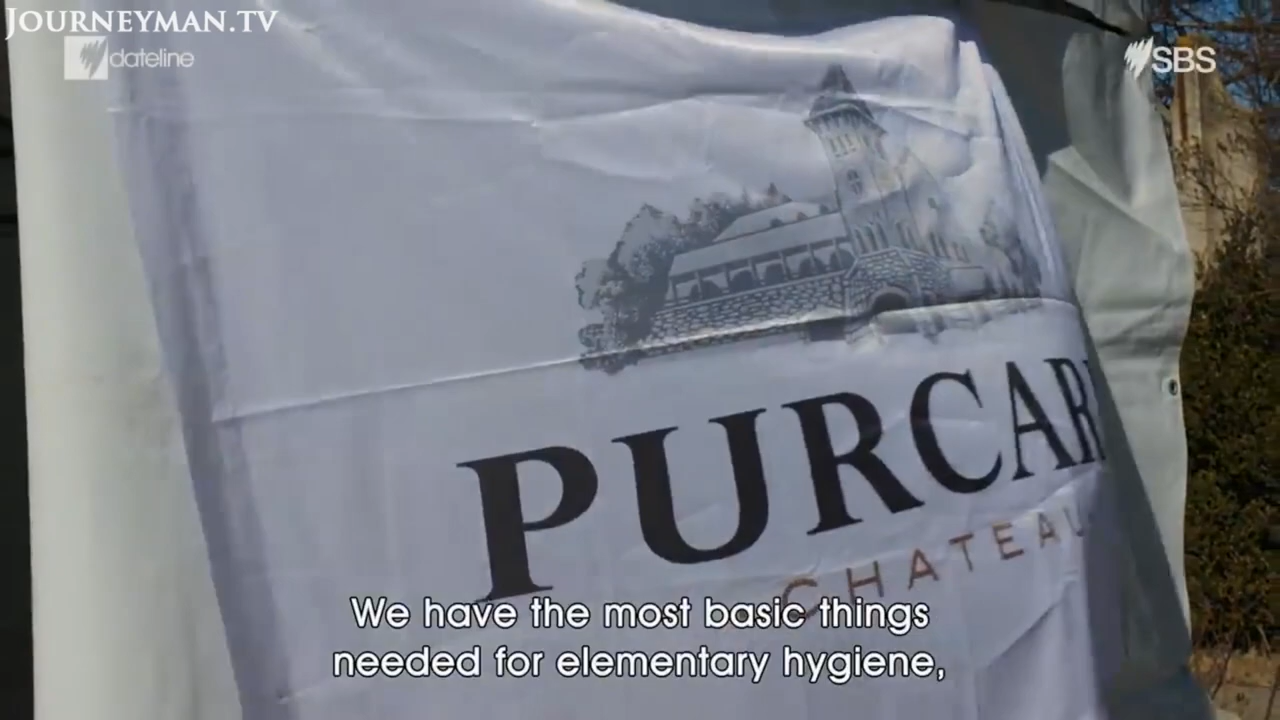 JOURNEYMAN.TV
dateline
SBS
PURCAR
CHATEAU
We have the most basic things
needed for elementary hygiene,